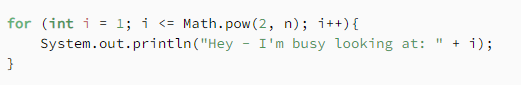 for (int i = 1; i <= Math.pow(2, n); i++){
    System.out.println("Hey - I'm busy looking at: " + i);
}